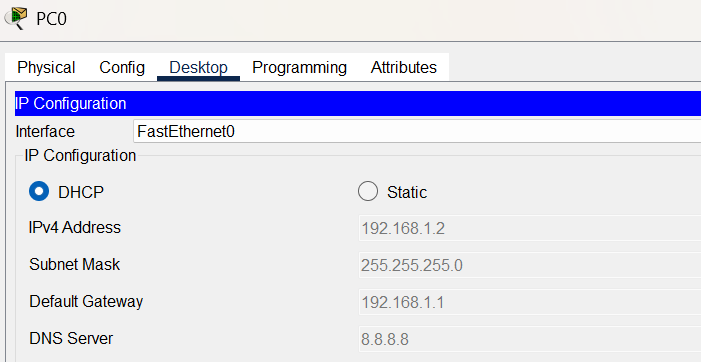 PC0
Physical Config Desktop Programming Attributes
IP Configuration
Interface FastEthernet0
IP Configuration
DHCP Static
IPv4 Address 192.168.1.2
Subnet Mask 255.255.255.0
Default Gateway 192.168.1.1
DNS Server 8.8.8.8